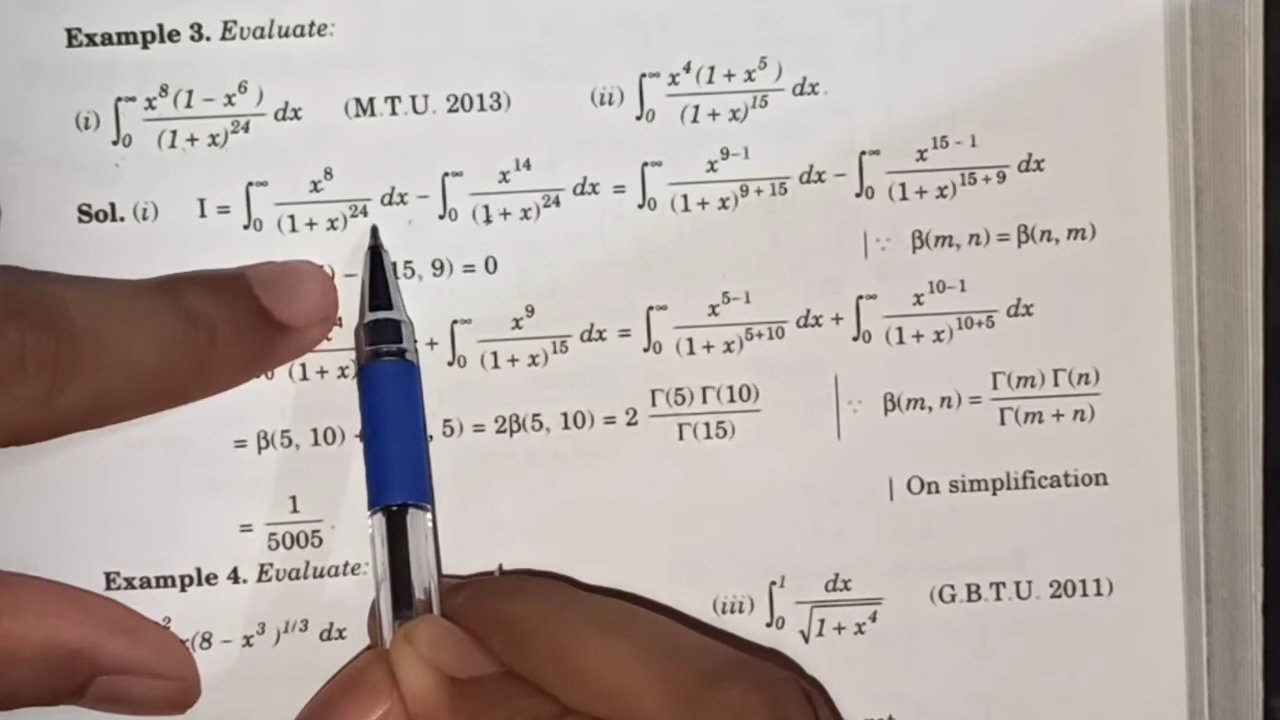 Example 3. Evaluate:
(i) ∫₀^∞ x⁸(1 − x⁶) / (1 + x)²⁴ dx (M.T.U. 2013) (ii) ∫₀^∞ x⁴(1 + x⁵) / (1 + x)¹⁵ dx.
Sol. (i) I = ∫₀^∞ x⁸ / (1 + x)²⁴ dx − ∫₀^∞ x¹⁴ / (1 + x)²⁴ dx = ∫₀^∞ x⁹⁻¹ / (1 + x)⁹⁺¹⁵ dx − ∫₀^∞ x¹⁵⁻¹ / (1 + x)¹⁵⁺⁹ dx
| ∵ β(m, n) = β(n, m)
) − 15, 9) = 0
(1 + x) + ∫₀^∞ x⁹ / (1 + x)¹⁵ dx = ∫₀^∞ x⁵⁻¹ / (1 + x)⁵⁺¹⁰ dx + ∫₀^∞ x¹⁰⁻¹ / (1 + x)¹⁰⁺⁵ dx
= β(5, 10) , 5) = 2β(5, 10) = 2 Γ(5) Γ(10) / Γ(15) | ∵ β(m, n) = Γ(m) Γ(n) / Γ(m + n)
= 1 / 5005 . | On simplification
Example 4. Evaluate:
(8 − x³)^1/3 dx (iii) ∫₀¹ dx / √(1 + x⁴) (G.B.T.U. 2011)